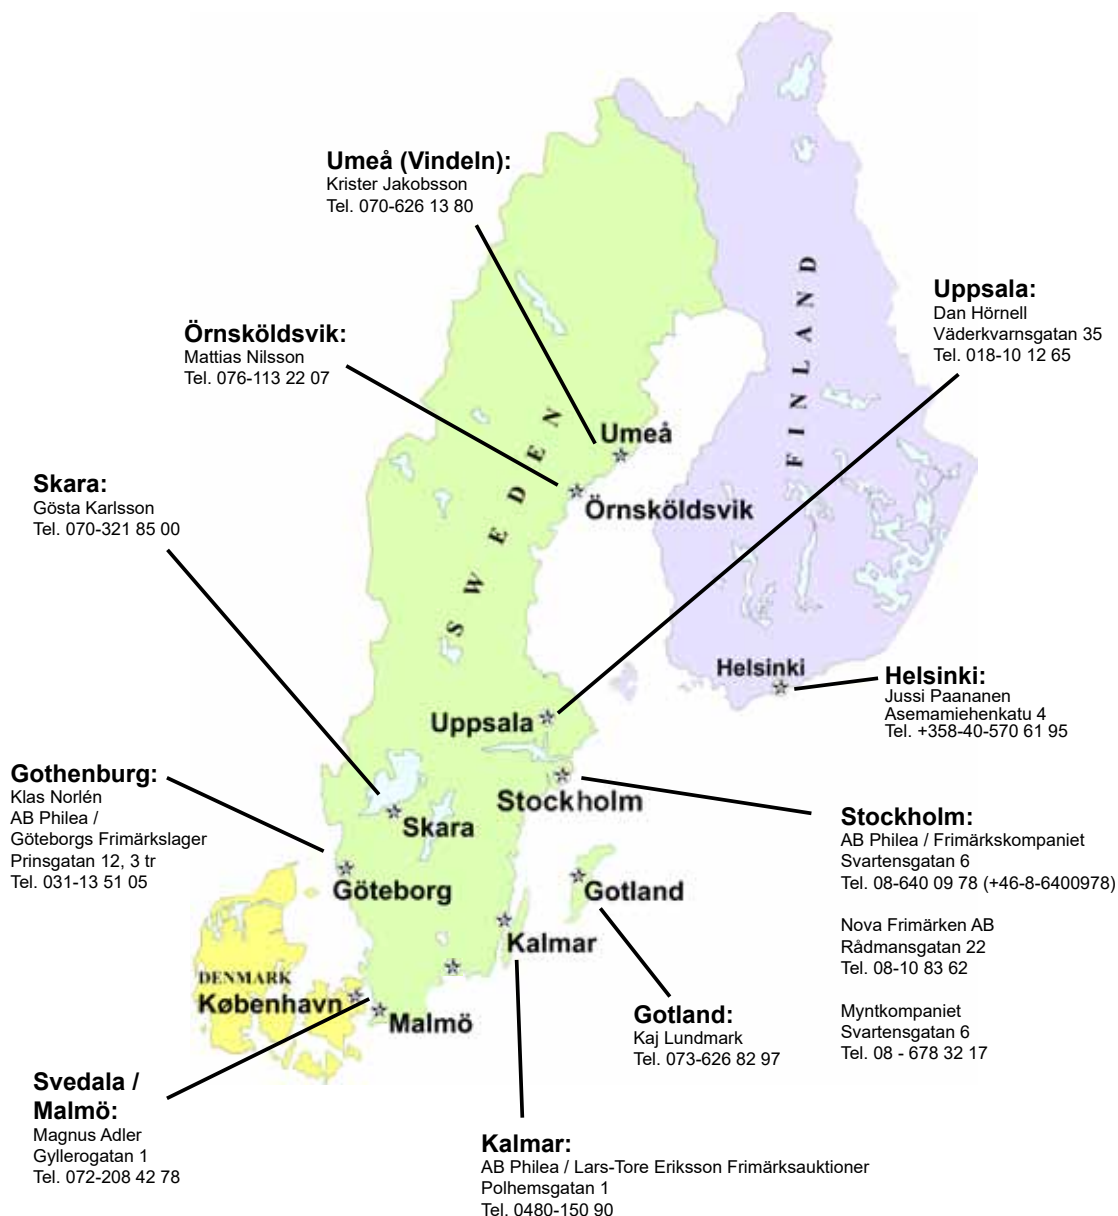 Umeå (Vindeln):
Krister Jakobsson
Tel. 070-626 13 80
Uppsala:
Dan Hörnell
Väderkvarnsgatan 35
Tel. 018-10 12 65
FINLAND
Örnsköldsvik:
Mattias Nilsson
Tel. 076-113 22 07
SWEDEN
Umeå
Örnsköldsvik
Skara:
Gösta Karlsson
Tel. 070-321 85 00
Helsinki
Helsinki:
Jussi Paananen
Asemamiehenkatu 4
Tel. +358-40-570 61 95
Uppsala
Stockholm
Gothenburg:
Klas Norlén
AB Philea /
Göteborgs Frimärkslager
Prinsgatan 12, 3 tr
Tel. 031-13 51 05
Skara
Göteborg
Gotland
Kalmar
Stockholm:
AB Philea / Frimärkskompaniet
Svartensgatan 6
Tel. 08-640 09 78 (+46-8-6400978)
Nova Frimärken AB
Rådmansgatan 22
Tel. 08-10 83 62
Myntkompaniet
Svartensgatan 6
Tel. 08 - 678 32 17
DENMARK
København
Malmö
Gotland:
Kaj Lundmark
Tel. 073-626 82 97
Svedala /
Malmö:
Magnus Adler
Gyllerogatan 1
Tel. 072-208 42 78
Kalmar:
AB Philea / Lars-Tore Eriksson Frimärksauktioner
Polhemsgatan 1
Tel. 0480-150 90